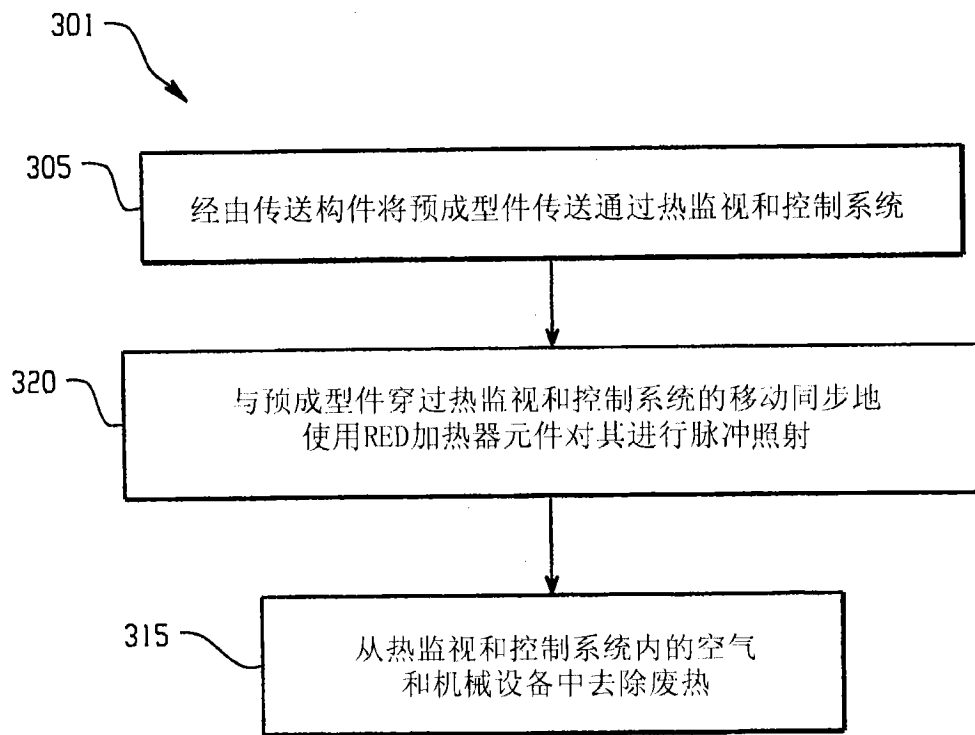 301
305
经由传送构件将预成型件传送通过热监视和控制系统
320
与预成型件穿过热监视和控制系统的移动同步地
使用RED加热器元件对其进行脉冲照射
315
从热监视和控制系统内的空气
和机械设备中去除废热